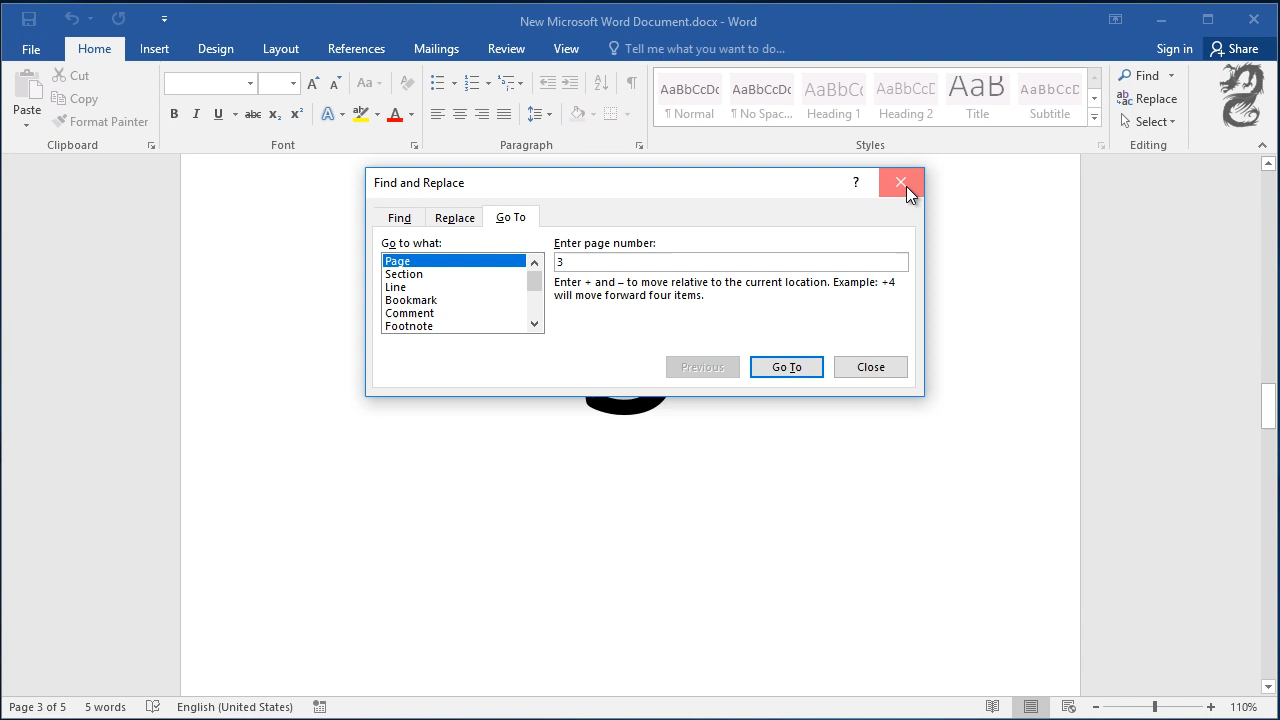 New Microsoft Word Document.docx - Word
File Home Insert Design Layout References Mailings Review View Tell me what you want to do... Sign in Share
Paste
Cut
Copy
Format Painter
Clipboard
Aa
B I U abc x₂ x² A ab A
Font
Paragraph
AaBbCcDc AaBbCcDc AaBbCc AaBbCcD AaB AaBbCcD
¶ Normal ¶ No Spac... Heading 1 Heading 2 Title Subtitle
Styles
Find
Replace
Select
Editing
Find and Replace ?
Find Replace Go To
Go to what:
Page
Section
Line
Bookmark
Comment
Footnote
Enter page number:
3
Enter + and – to move relative to the current location. Example: +4
will move forward four items.
Previous Go To Close
Page 3 of 5 5 words English (United States) 110%